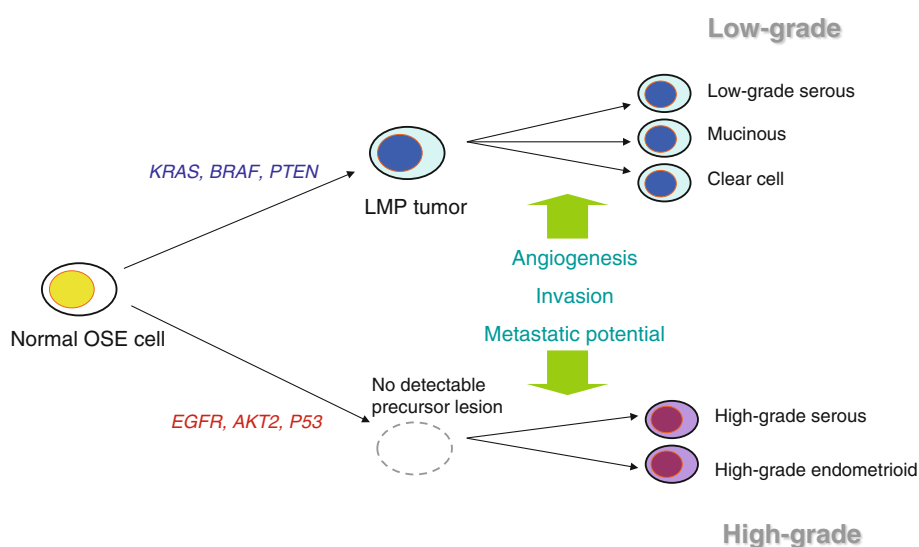 Low-grade
Low-grade serous
Mucinous
Clear cell
KRAS, BRAF, PTEN
LMP tumor
Angiogenesis
Invasion
Metastatic potential
Normal OSE cell
No detectable
precursor lesion
EGFR, AKT2, P53
High-grade serous
High-grade endometrioid
High-grade